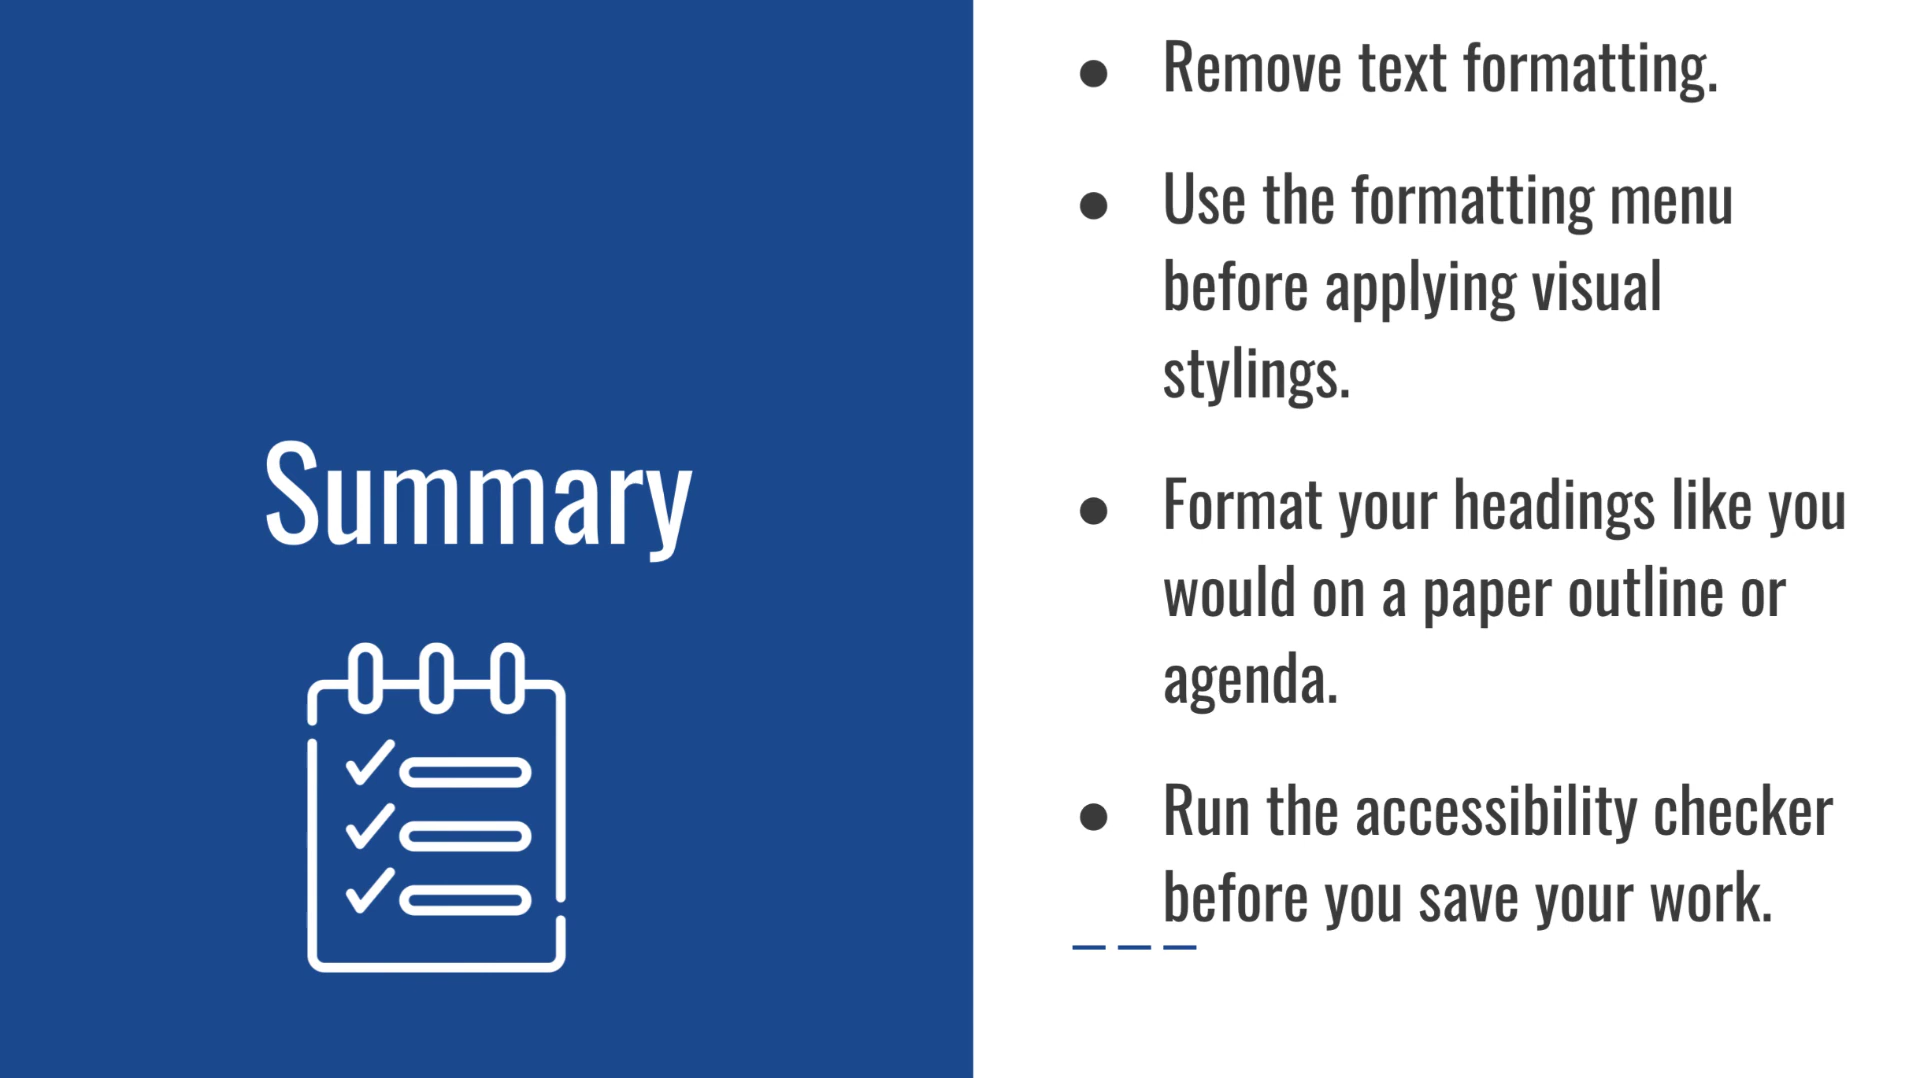 Summary
● Remove text formatting.
● Use the formatting menu
before applying visual
stylings.
● Format your headings like you
would on a paper outline or
agenda.
● Run the accessibility checker
before you save your work.